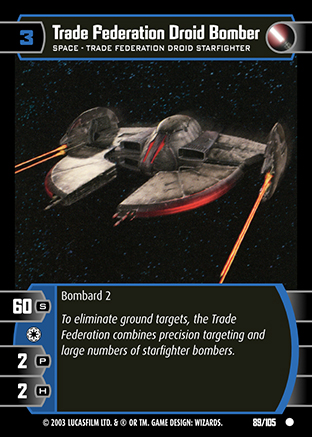 3
Trade Federation Droid Bomber
SPACE - TRADE FEDERATION DROID STARFIGHTER
60 S
Bombard 2
To eliminate ground targets, the Trade
Federation combines precision targeting and
large numbers of starfighter bombers.
2 P
2 H
© 2003 LUCASFILM LTD. & ® OR TM. GAME DESIGN: WIZARDS.
89/105